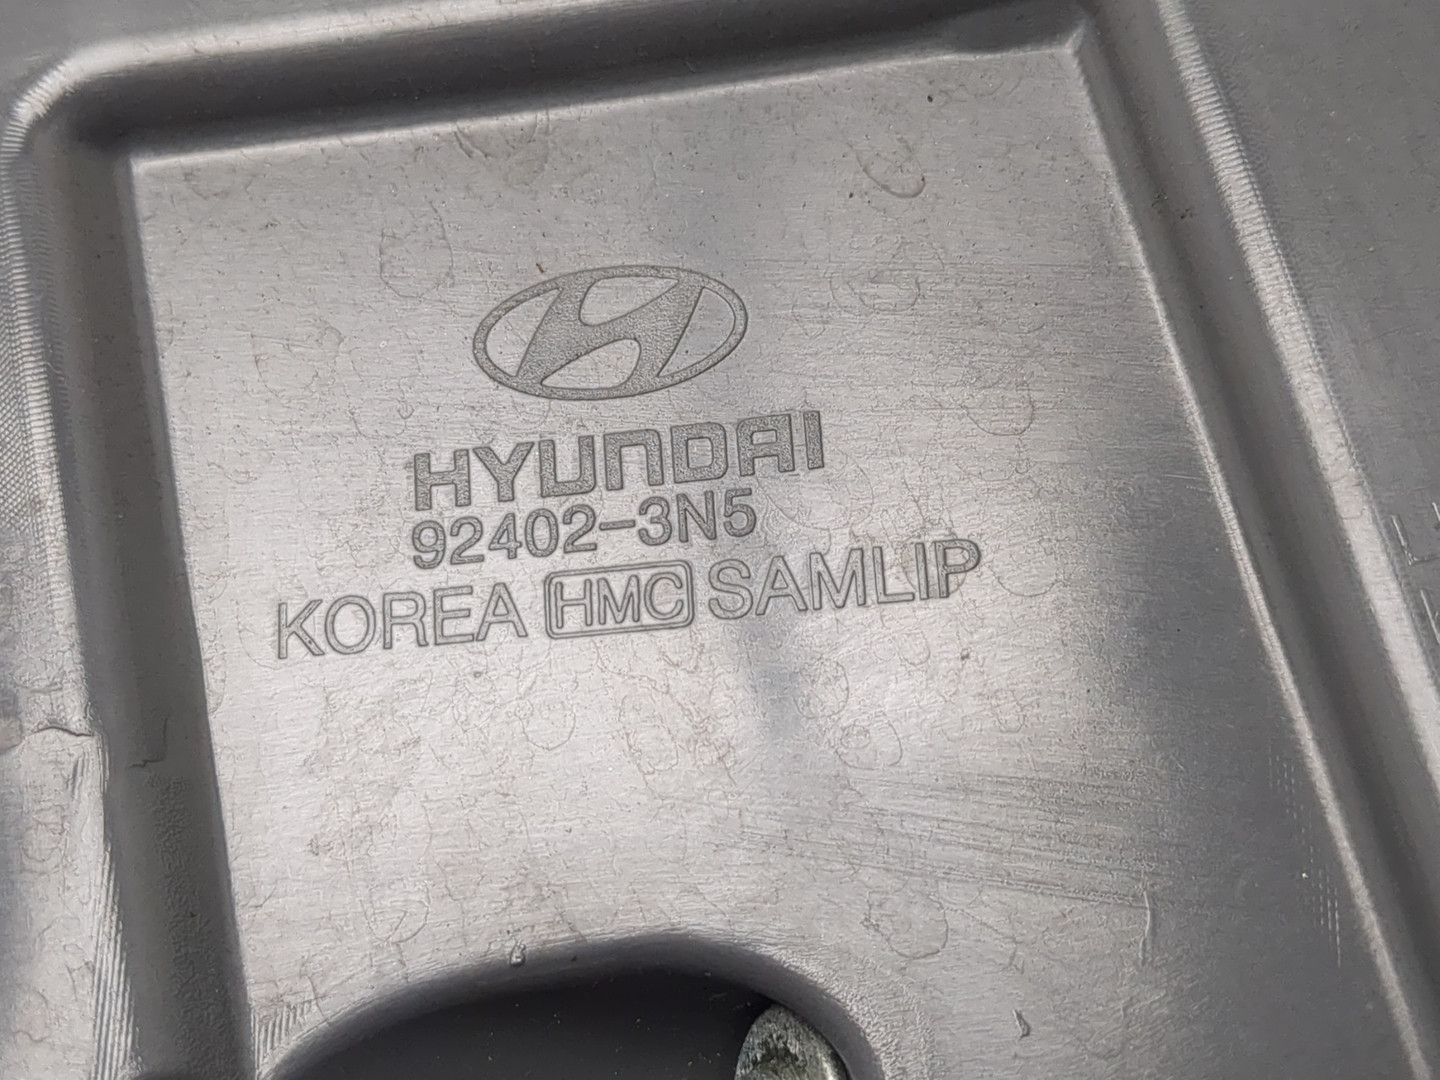 HYUNDAI
92402-3N5
KOREA HMC SAMLIP